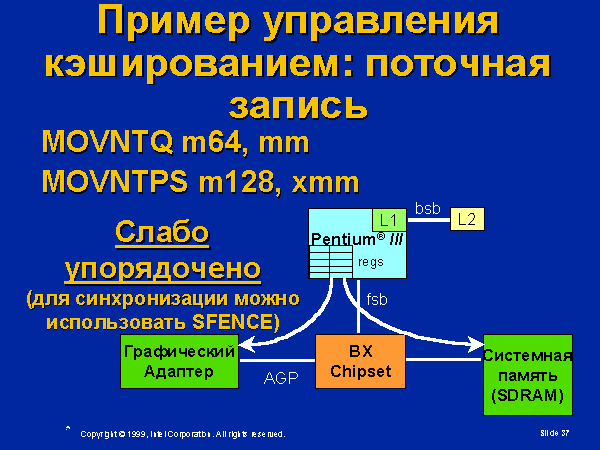 Пример управления
кэшированием: поточная
запись
MOVNTQ m64, mm
MOVNTPS m128, xmm
Слабо
упорядочено
(для синхронизации можно
использовать SFENCE)
L1
bsb
L2
Pentium® III
regs
fsb
Графический
Адаптер
AGP
BX
Chipset
Системная
память
(SDRAM)
* Copyright © 1999, Intel Corporation. All rights reserved.
Slide 37